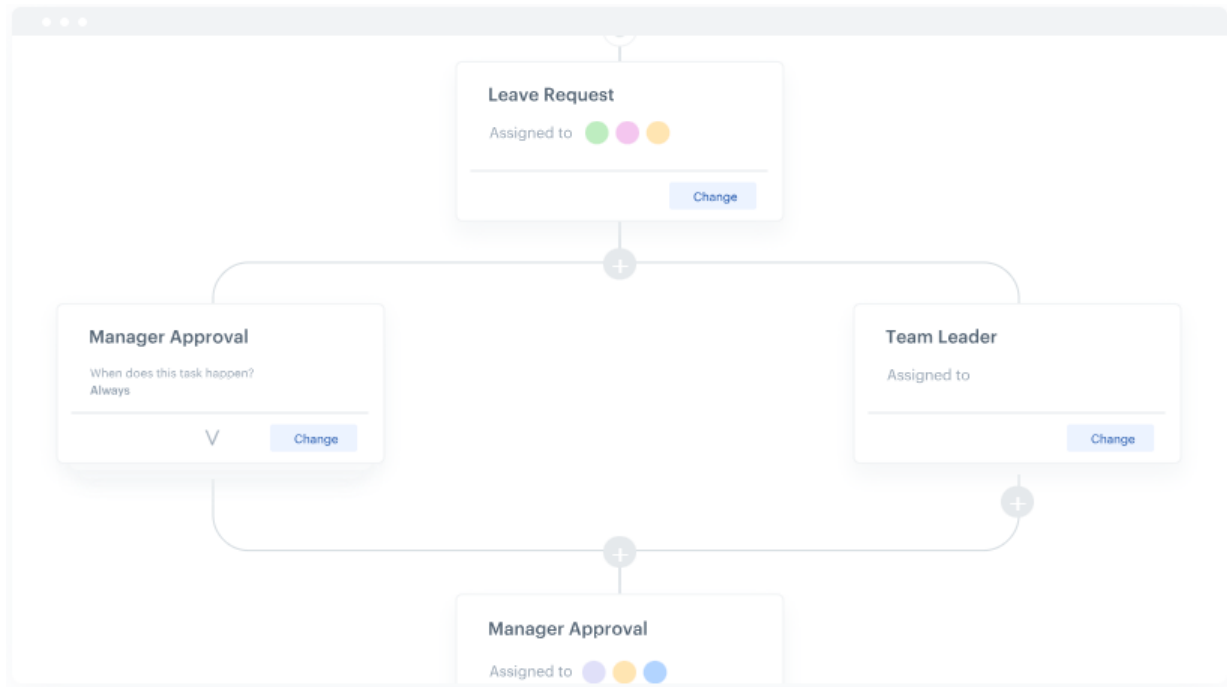 Leave Request
Assigned to
Change
Manager Approval
When does this task happen?
Always
V
Change
Team Leader
Assigned to
Change
Manager Approval
Assigned to